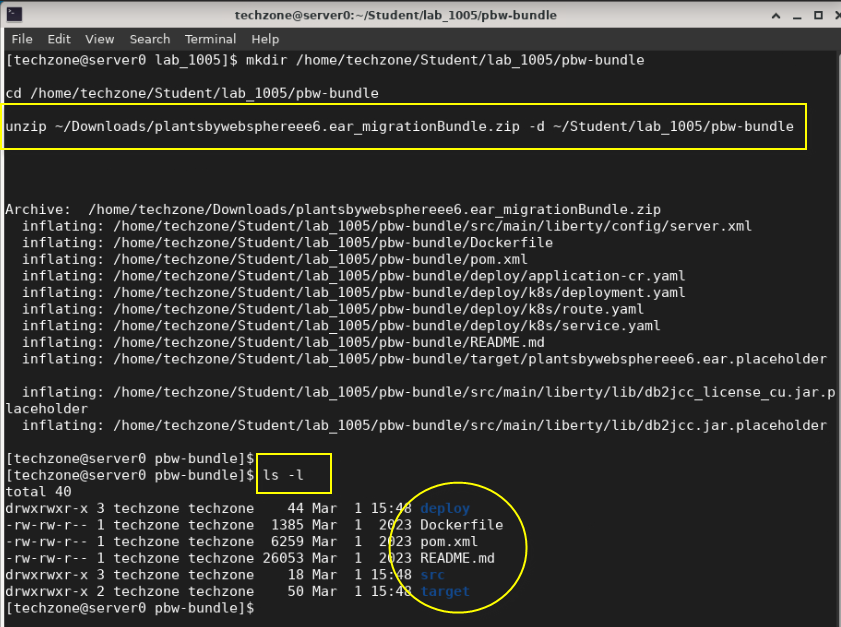 techzone@server0:~/Student/lab_1005/pbw-bundle
File Edit View Search Terminal Help
[techzone@server0 lab_1005]$ mkdir /home/techzone/Student/lab_1005/pbw-bundle
cd /home/techzone/Student/lab_1005/pbw-bundle
unzip ~/Downloads/plantsbywebsphereee6.ear_migrationBundle.zip -d ~/Student/lab_1005/pbw-bundle
Archive:  /home/techzone/Downloads/plantsbywebsphereee6.ear_migrationBundle.zip
  inflating: /home/techzone/Student/lab_1005/pbw-bundle/src/main/liberty/config/server.xml
  inflating: /home/techzone/Student/lab_1005/pbw-bundle/Dockerfile
  inflating: /home/techzone/Student/lab_1005/pbw-bundle/pom.xml
  inflating: /home/techzone/Student/lab_1005/pbw-bundle/deploy/application-cr.yaml
  inflating: /home/techzone/Student/lab_1005/pbw-bundle/deploy/k8s/deployment.yaml
  inflating: /home/techzone/Student/lab_1005/pbw-bundle/deploy/k8s/route.yaml
  inflating: /home/techzone/Student/lab_1005/pbw-bundle/deploy/k8s/service.yaml
  inflating: /home/techzone/Student/lab_1005/pbw-bundle/README.md
  inflating: /home/techzone/Student/lab_1005/pbw-bundle/target/plantsbywebsphereee6.ear.placeholder
  inflating: /home/techzone/Student/lab_1005/pbw-bundle/src/main/liberty/lib/db2jcc_license_cu.jar.p
laceholder
  inflating: /home/techzone/Student/lab_1005/pbw-bundle/src/main/liberty/lib/db2jcc.jar.placeholder
[techzone@server0 pbw-bundle]$
[techzone@server0 pbw-bundle]$ ls -l
total 40
drwxrwxr-x 3 techzone techzone    44 Mar  1 15:48 deploy
-rw-rw-r-- 1 techzone techzone  1385 Mar  1  2023 Dockerfile
-rw-rw-r-- 1 techzone techzone  6259 Mar  1  2023 pom.xml
-rw-rw-r-- 1 techzone techzone 26053 Mar  1  2023 README.md
drwxrwxr-x 3 techzone techzone    18 Mar  1 15:48 src
drwxrwxr-x 2 techzone techzone    50 Mar  1 15:48 target
[techzone@server0 pbw-bundle]$